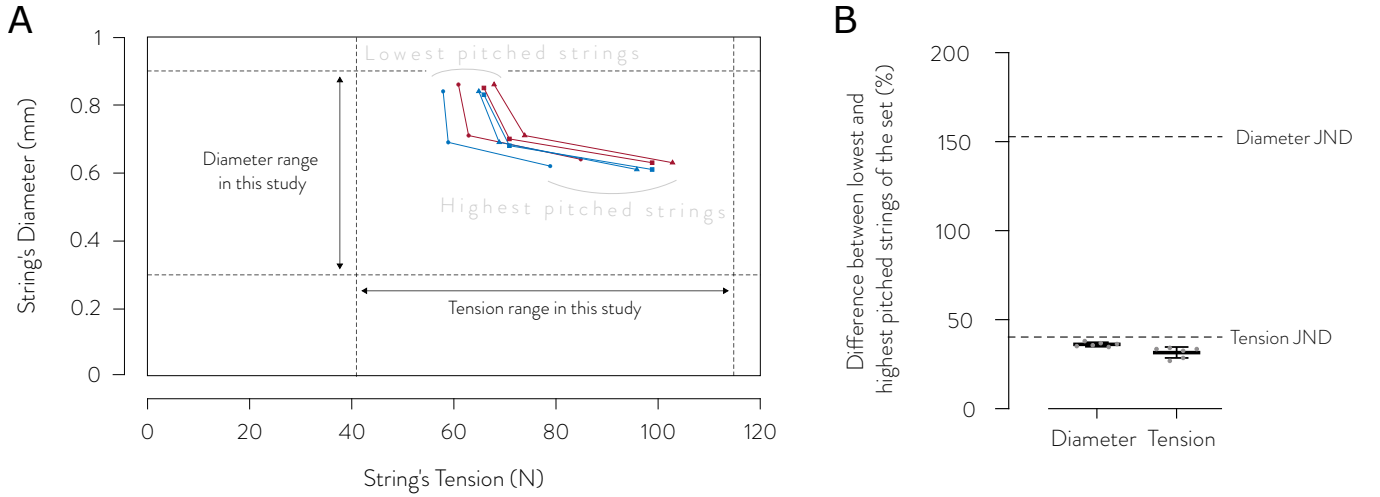 A
String's Diameter (mm)
1
0.8
0.6
0.4
0.2
0
Lowest pitched strings
Diameter range
in this study
Highest pitched strings
Tension range in this study
0
20
40
60
80
100
120
String's Tension (N)
B
Difference between lowest and
highest pitched strings of the set (%)
200
150
100
50
0
Diameter JND
Tension JND
Diameter
Tension